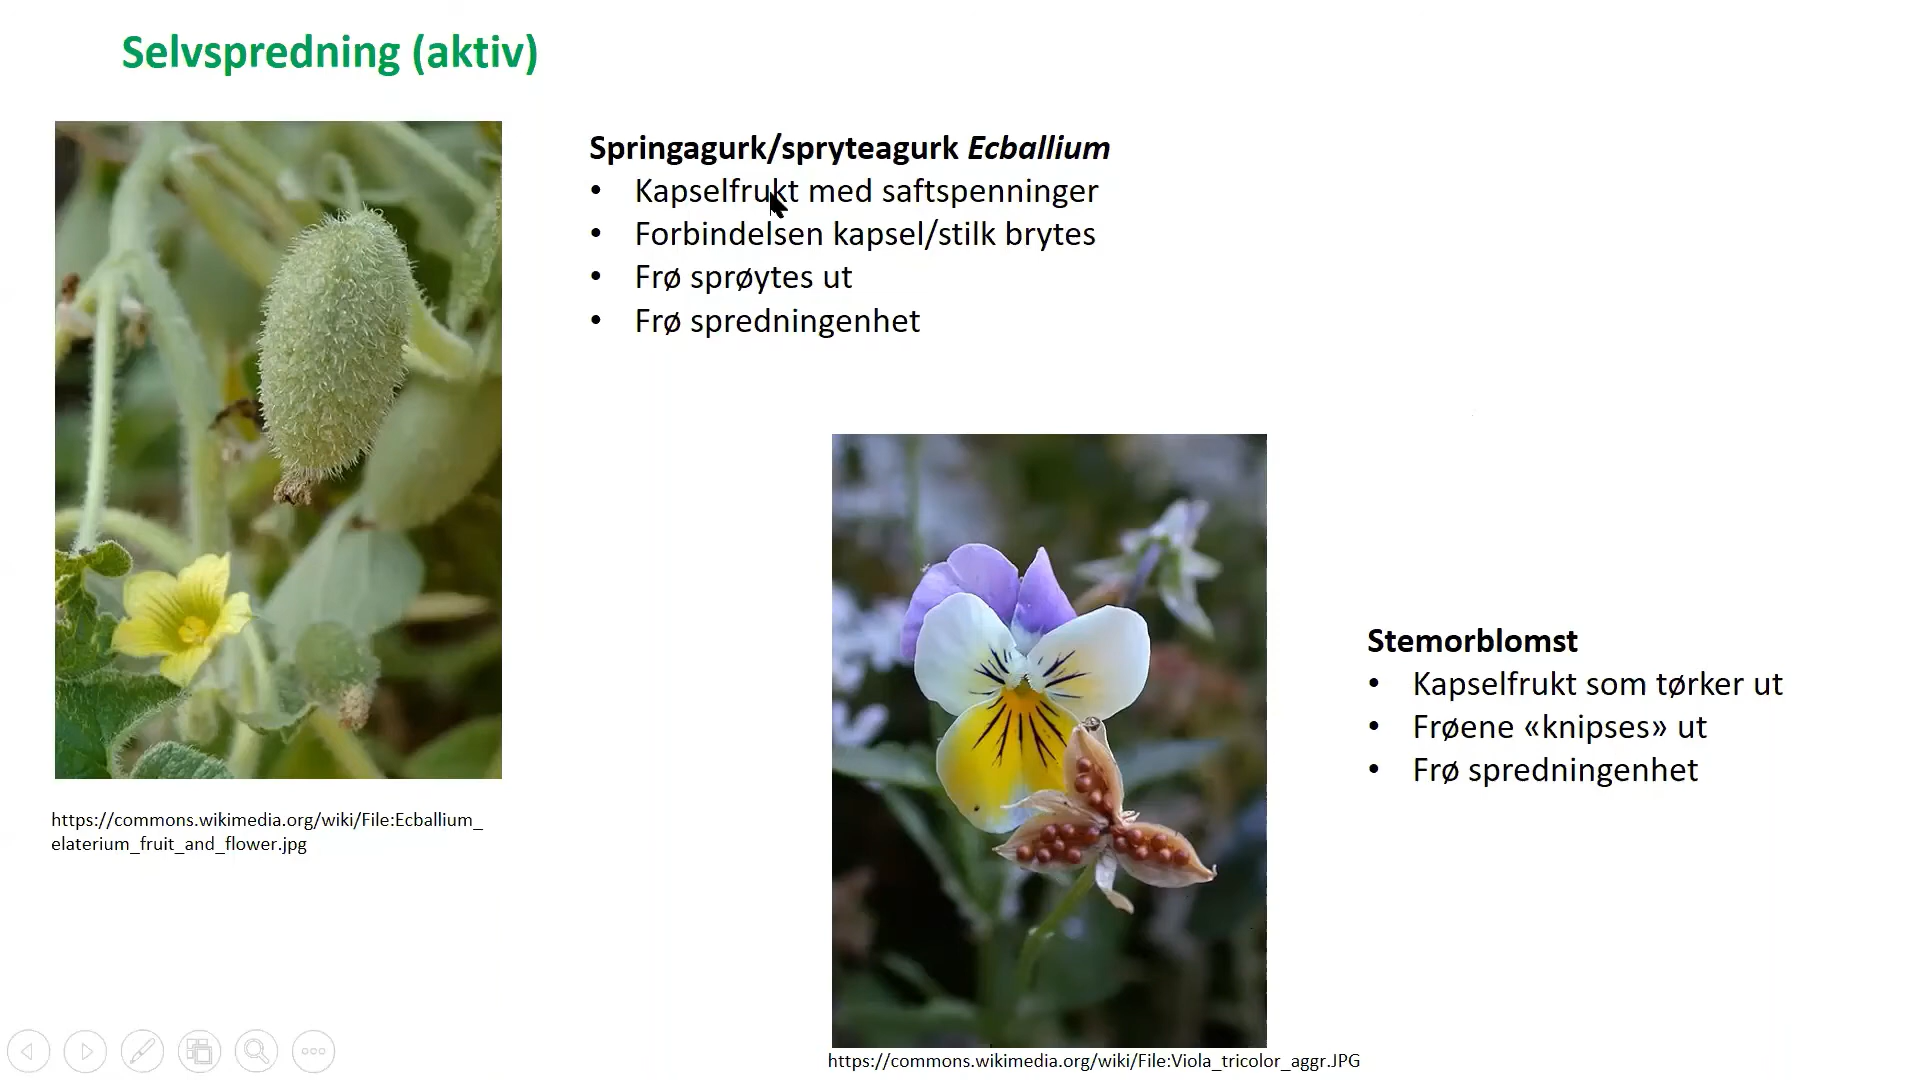 Selvspredning (aktiv)
Springagurk/spryteagurk Ecballium
• Kapselfrukt med saftspenninger
• Forbindelsen kapsel/stilk brytes
• Frø sprøytes ut
• Frø spredningenhet
Stemorblomst
• Kapselfrukt som tørker ut
• Frøene «knipses» ut
• Frø spredningenhet
https://commons.wikimedia.org/wiki/File:Ecballium_
elaterium_fruit_and_flower.jpg
https://commons.wikimedia.org/wiki/File:Viola_tricolor_aggr.JPG